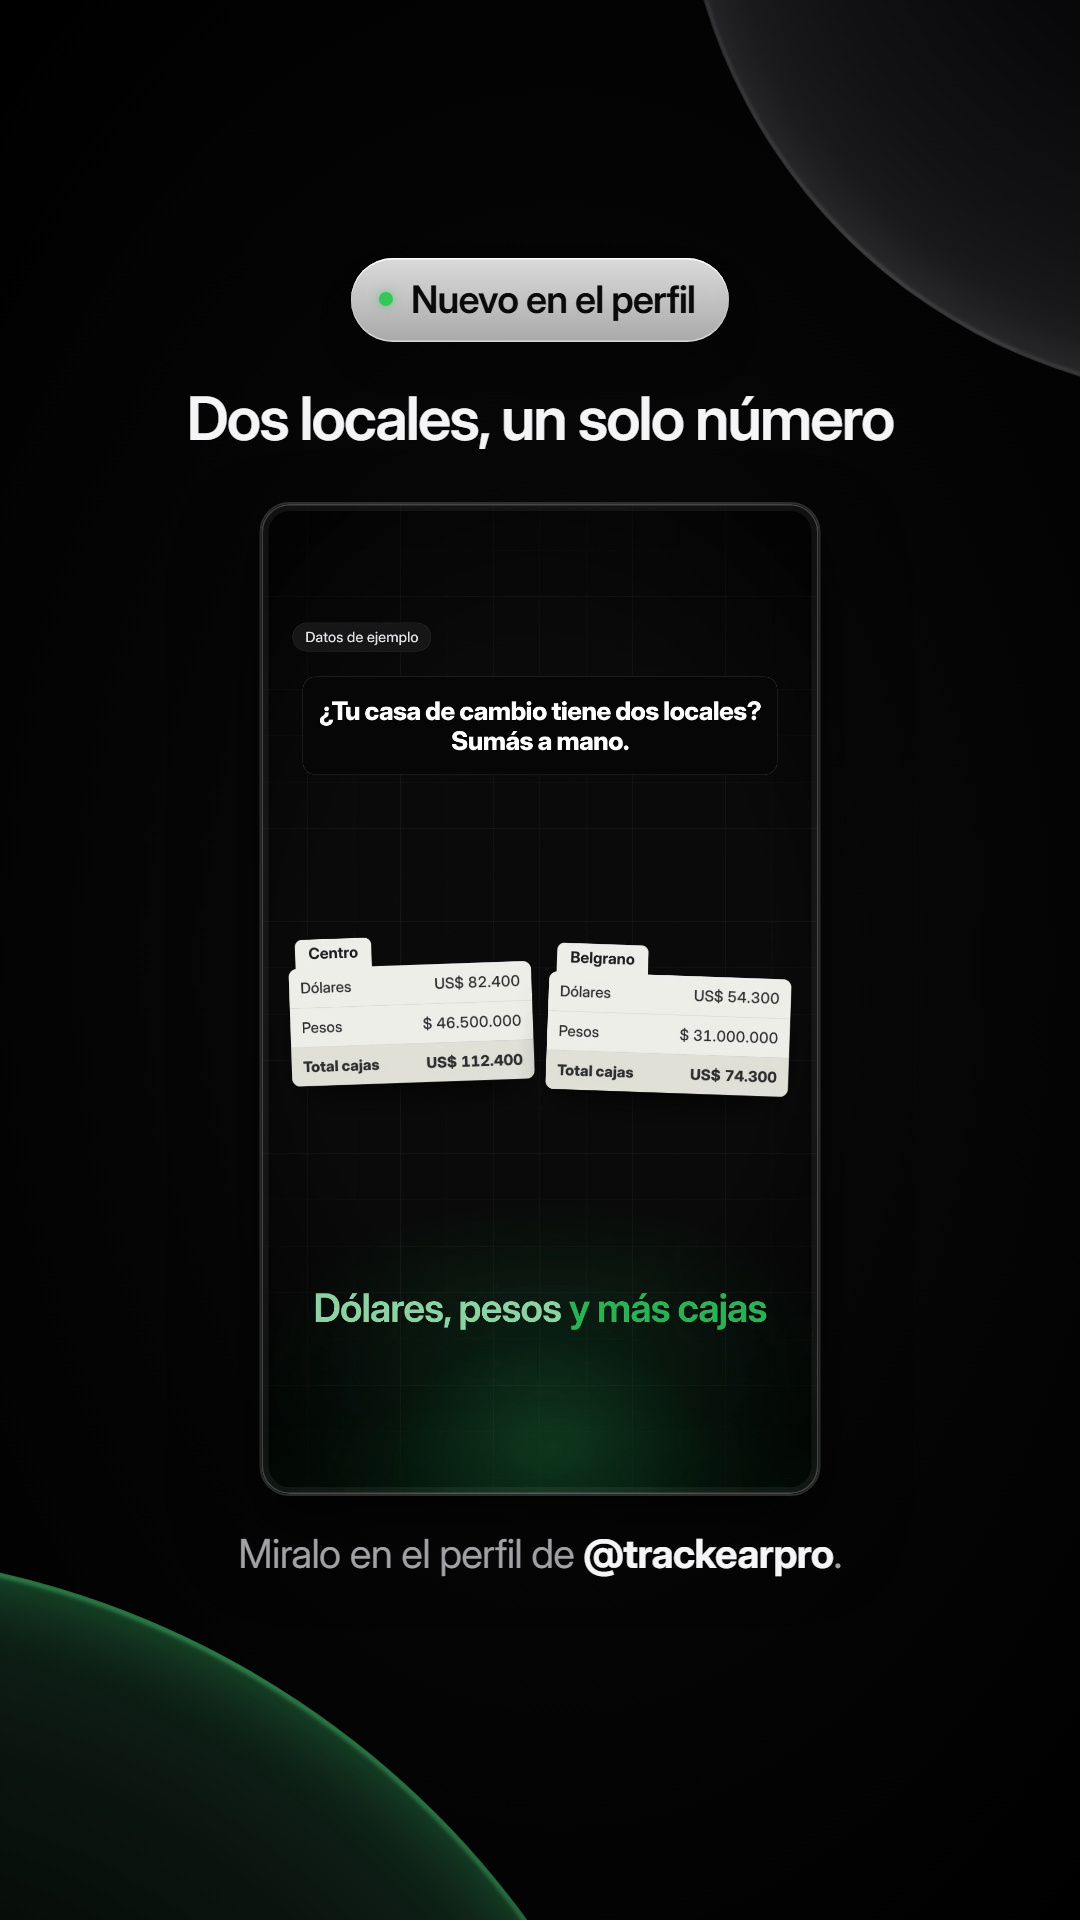 Nuevo en el perfil
Dos locales, un solo número
Datos de ejemplo
¿Tu casa de cambio tiene dos locales?
Sumás a mano.
Centro
Dólares US$ 82.400
Pesos $ 46.500.000
Total cajas US$ 112.400
Belgrano
Dólares US$ 54.300
Pesos $ 31.000.000
Total cajas US$ 74.300
Dólares, pesos y más cajas
Miralo en el perfil de @trackearpro.